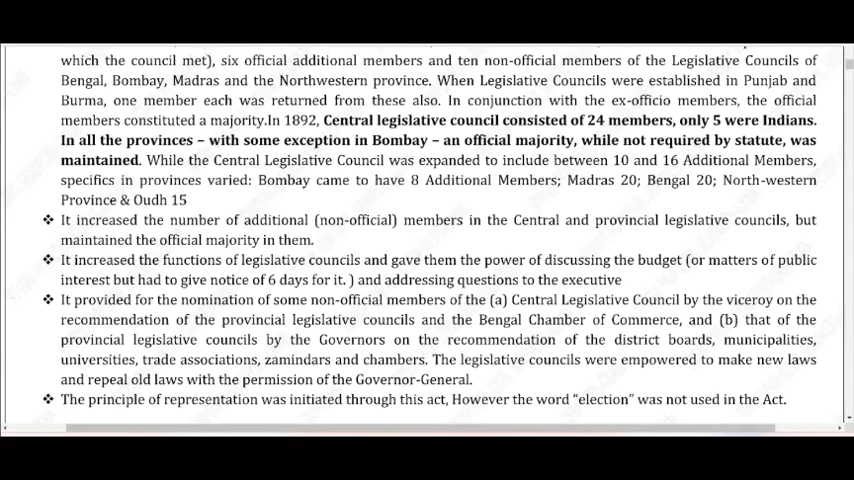 which the council met), six official additional members and ten non-official members of the Legislative Councils of
Bengal, Bombay, Madras and the Northwestern province. When Legislative Councils were established in Punjab and
Burma, one member each was returned from these also. In conjunction with the ex-officio members, the official
members constituted a majority.In 1892, Central legislative council consisted of 24 members, only 5 were Indians.
In all the provinces – with some exception in Bombay – an official majority, while not required by statute, was
maintained. While the Central Legislative Council was expanded to include between 10 and 16 Additional Members,
specifics in provinces varied: Bombay came to have 8 Additional Members; Madras 20; Bengal 20; North-western
Province & Oudh 15
❖ It increased the number of additional (non-official) members in the Central and provincial legislative councils, but
maintained the official majority in them.
❖ It increased the functions of legislative councils and gave them the power of discussing the budget (or matters of public
interest but had to give notice of 6 days for it. ) and addressing questions to the executive
❖ It provided for the nomination of some non-official members of the (a) Central Legislative Council by the viceroy on the
recommendation of the provincial legislative councils and the Bengal Chamber of Commerce, and (b) that of the
provincial legislative councils by the Governors on the recommendation of the district boards, municipalities,
universities, trade associations, zamindars and chambers. The legislative councils were empowered to make new laws
and repeal old laws with the permission of the Governor-General.
❖ The principle of representation was initiated through this act, However the word “election” was not used in the Act.